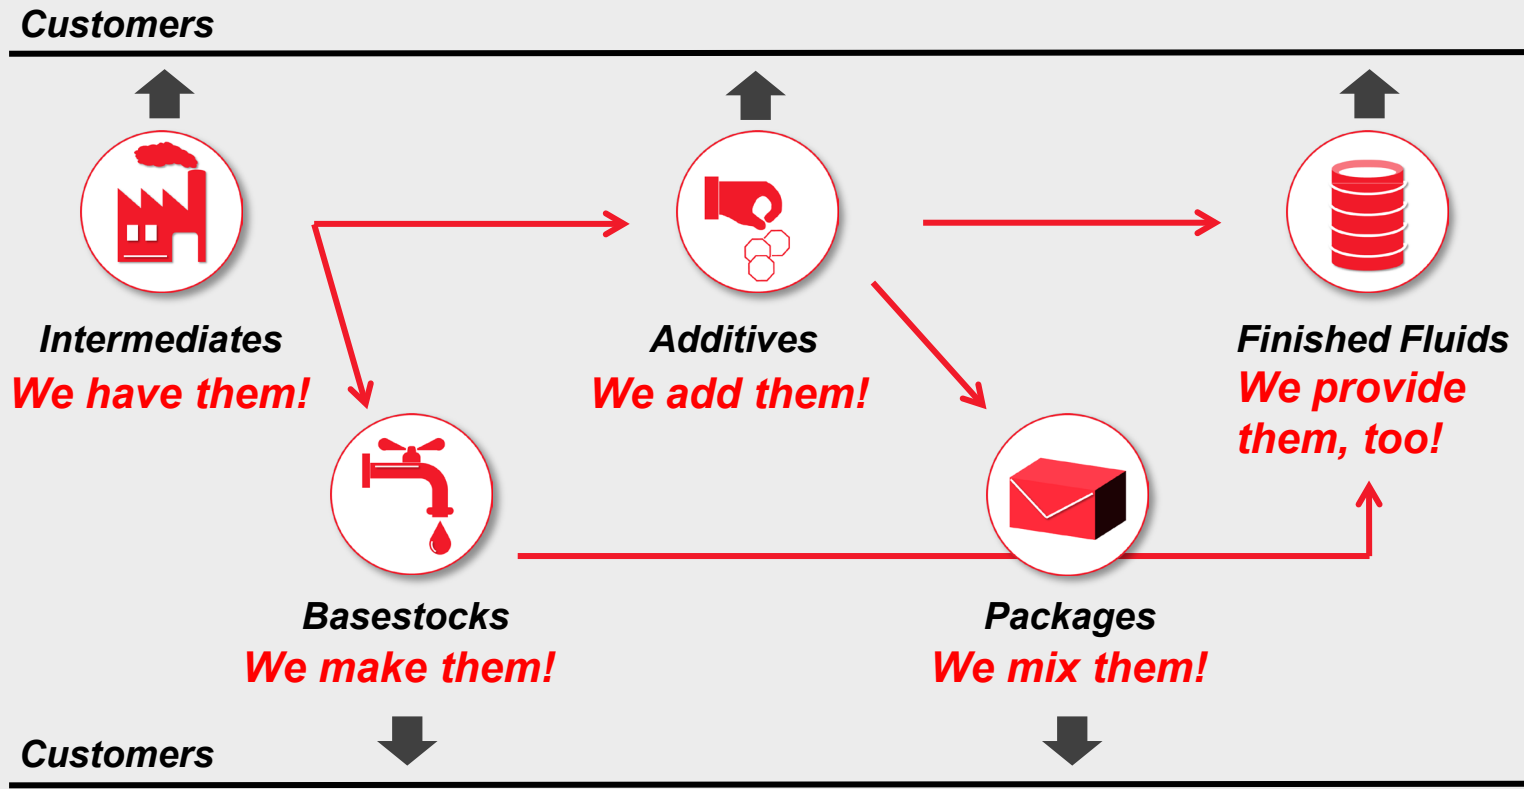 Customers
Intermediates
We have them!
Additives
We add them!
Finished Fluids
We provide
them, too!
Basestocks
We make them!
Packages
We mix them!
Customers